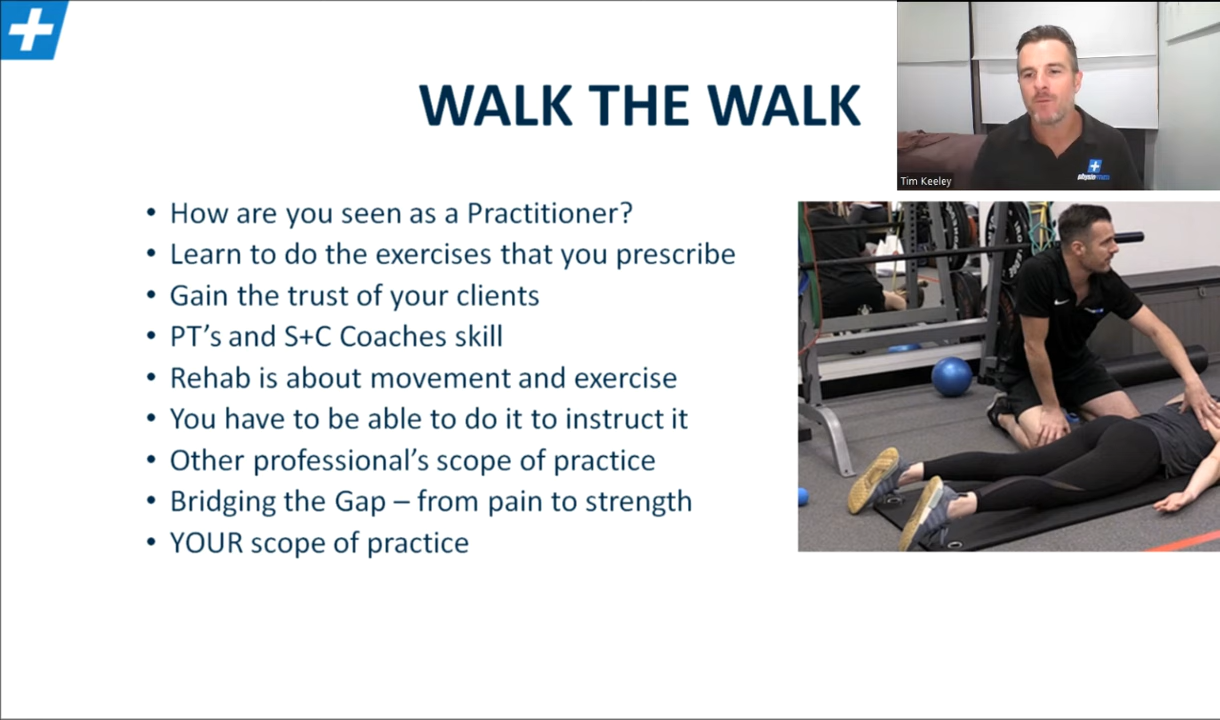 WALK THE WALK
• How are you seen as a Practitioner?
• Learn to do the exercises that you prescribe
• Gain the trust of your clients
• PT’s and S+C Coaches skill
• Rehab is about movement and exercise
• You have to be able to do it to instruct it
• Other professional’s scope of practice
• Bridging the Gap – from pain to strength
• YOUR scope of practice
Tim Keeley